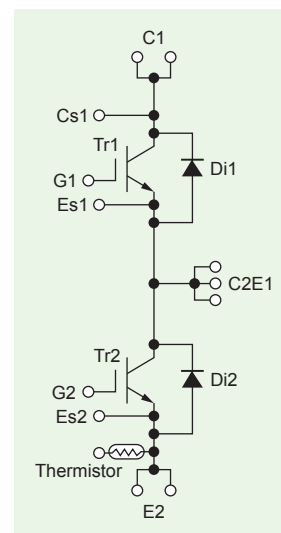 C1
Cs1
Tr1
Di1
G1
Es1
C2E1
Tr2
Di2
G2
Es2
Thermistor
E2